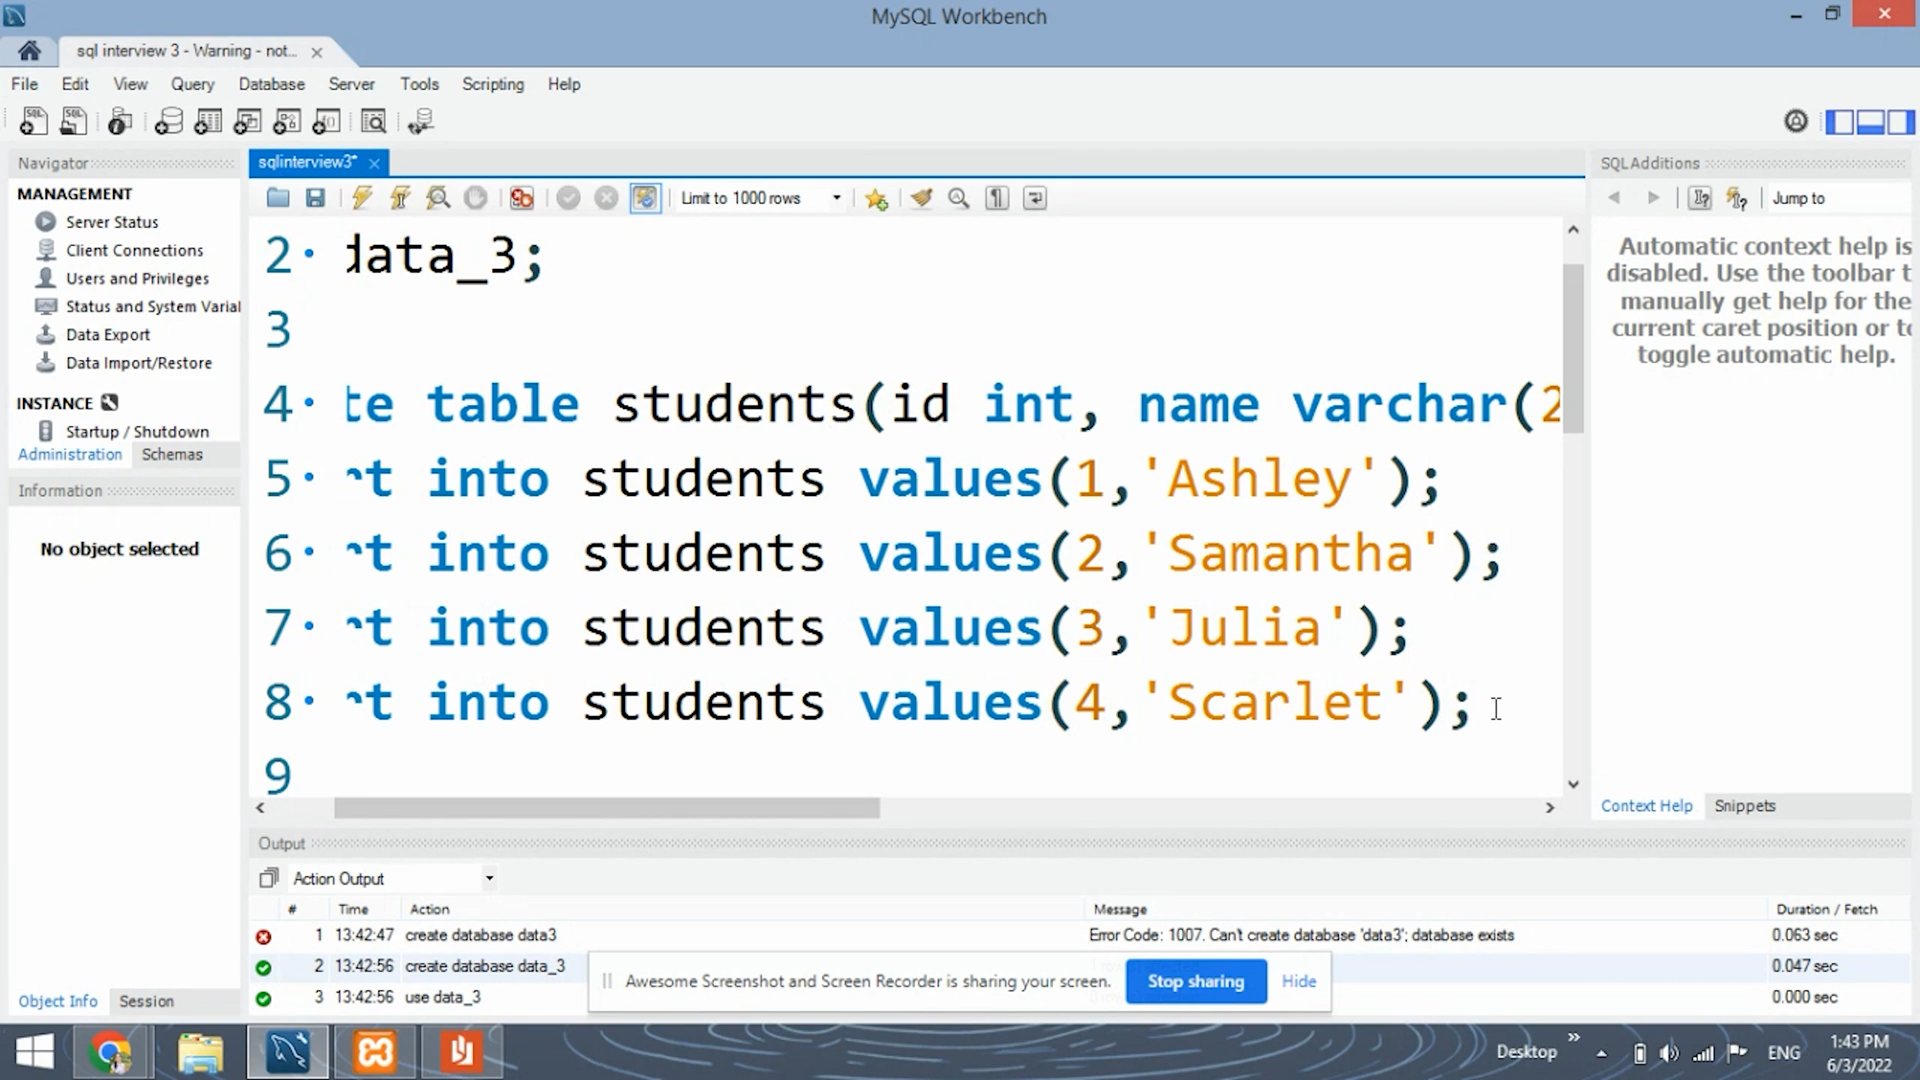 MySQL Workbench
sql interview 3 - Warning - not...
File Edit View Query Database Server Tools Scripting Help
Navigator
MANAGEMENT
Server Status
Client Connections
Users and Privileges
Status and System Varial
Data Export
Data Import/Restore
INSTANCE
Startup / Shutdown
Administration Schemas
Information
No object selected
Object Info Session
sqlinterview3*
Limit to 1000 rows
2 data_3;
3
4 te table students(id int, name varchar(2
5 t into students values(1,'Ashley');
6 t into students values(2,'Samantha');
7 t into students values(3,'Julia');
8 t into students values(4,'Scarlet');
9
SQL Additions
Jump to
Automatic context help is
disabled. Use the toolbar t
manually get help for the
current caret position or to
toggle automatic help.
Context Help Snippets
Output
Action Output
# Time Action Message Duration / Fetch
1 13:42:47 create database data3 Error Code: 1007. Can't create database 'data3'; database exists 0.063 sec
2 13:42:56 create database data_3 0.047 sec
3 13:42:56 use data_3 0.000 sec
Awesome Screenshot and Screen Recorder is sharing your screen. Stop sharing Hide
Desktop ENG 1:43 PM
6/3/2022